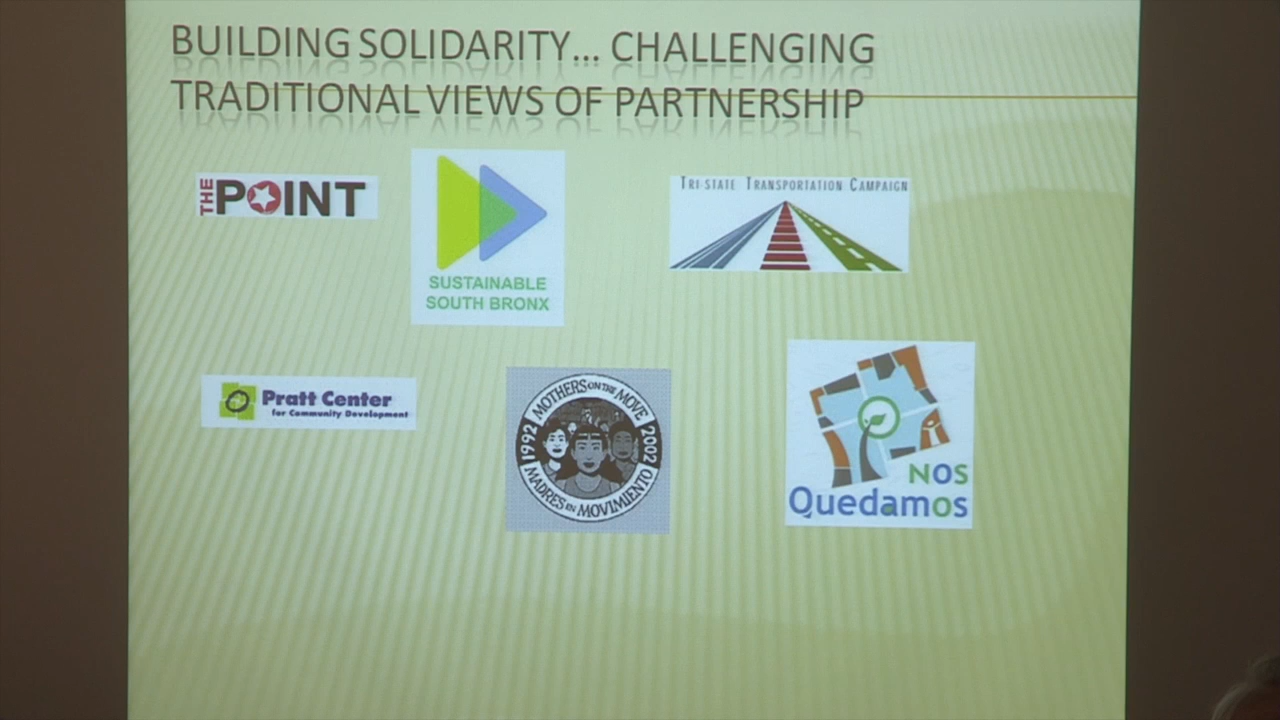 BUILDING SOLIDARITY... CHALLENGING
TRADITIONAL VIEWS OF PARTNERSHIP
THE POINT
SUSTAINABLE
SOUTH BRONX
TRI-STATE TRANSPORTATION CAMPAIGN
Pratt Center
for Community Development
MOTHERS ON THE MOVE
1992 2002
MADRES EN MOVIMIENTO
NOS
Quedamos